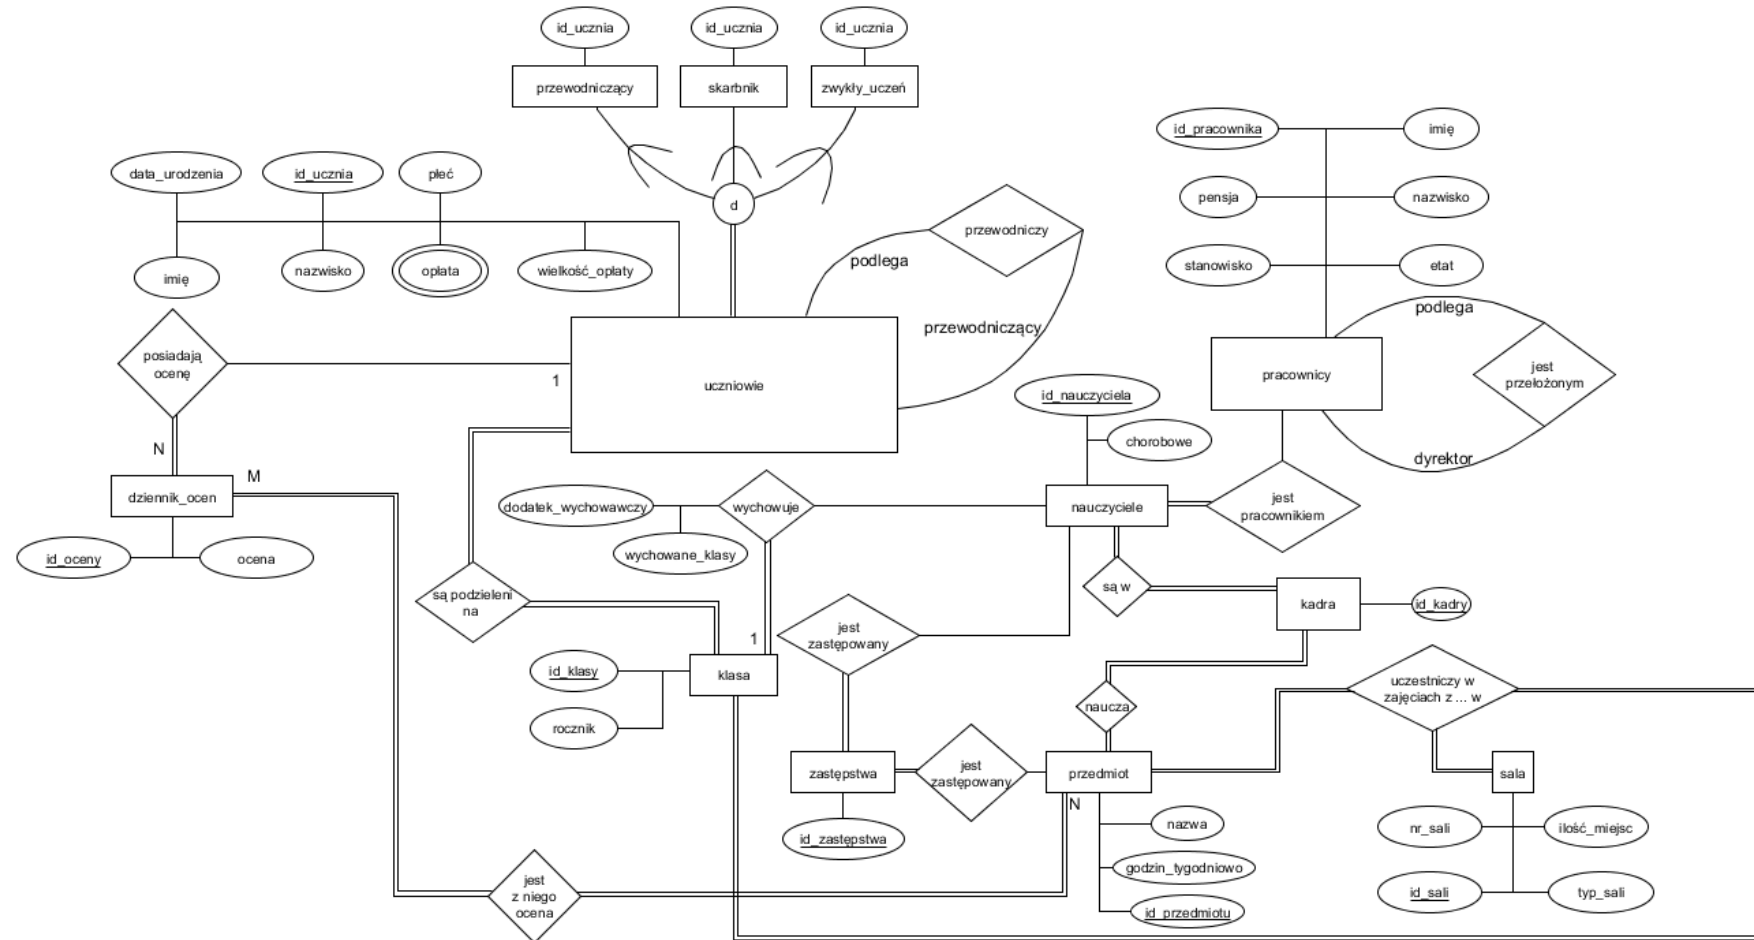 id_ucznia
id_ucznia
id_ucznia
przewodniczący
skarbnik
zwykły_uczeń
id_pracownika
imię
data_urodzenia
id_ucznia
płeć
d
pensja
nazwisko
przewodniczy
podlega
imię
nazwisko
opłata
wielkość_opłaty
stanowisko
etat
podlega
przewodniczący
posiadają
ocenę
1
uczniowie
pracownicy
jest
przełożonym
id_nauczyciela
chorobowe
N
dyrektor
M
dziennik_ocen
dodatek_wychowawczy
wychowuje
nauczyciele
jest
pracownikiem
wychowane_klasy
id_oceny
ocena
są podzieleni
na
są w
kadra
id_kadry
jest
zastępowany
1
id_klasy
klasa
uczestniczy w
zajęciach z ... w
naucza
rocznik
zastępstwa
jest
zastępowany
przedmiot
sala
N
id_zastępstwa
nazwa
nr_sali
ilość_miejsc
godzin_tygodniowo
jest
z niego
ocena
id_przedmiotu
id_sali
typ_sali